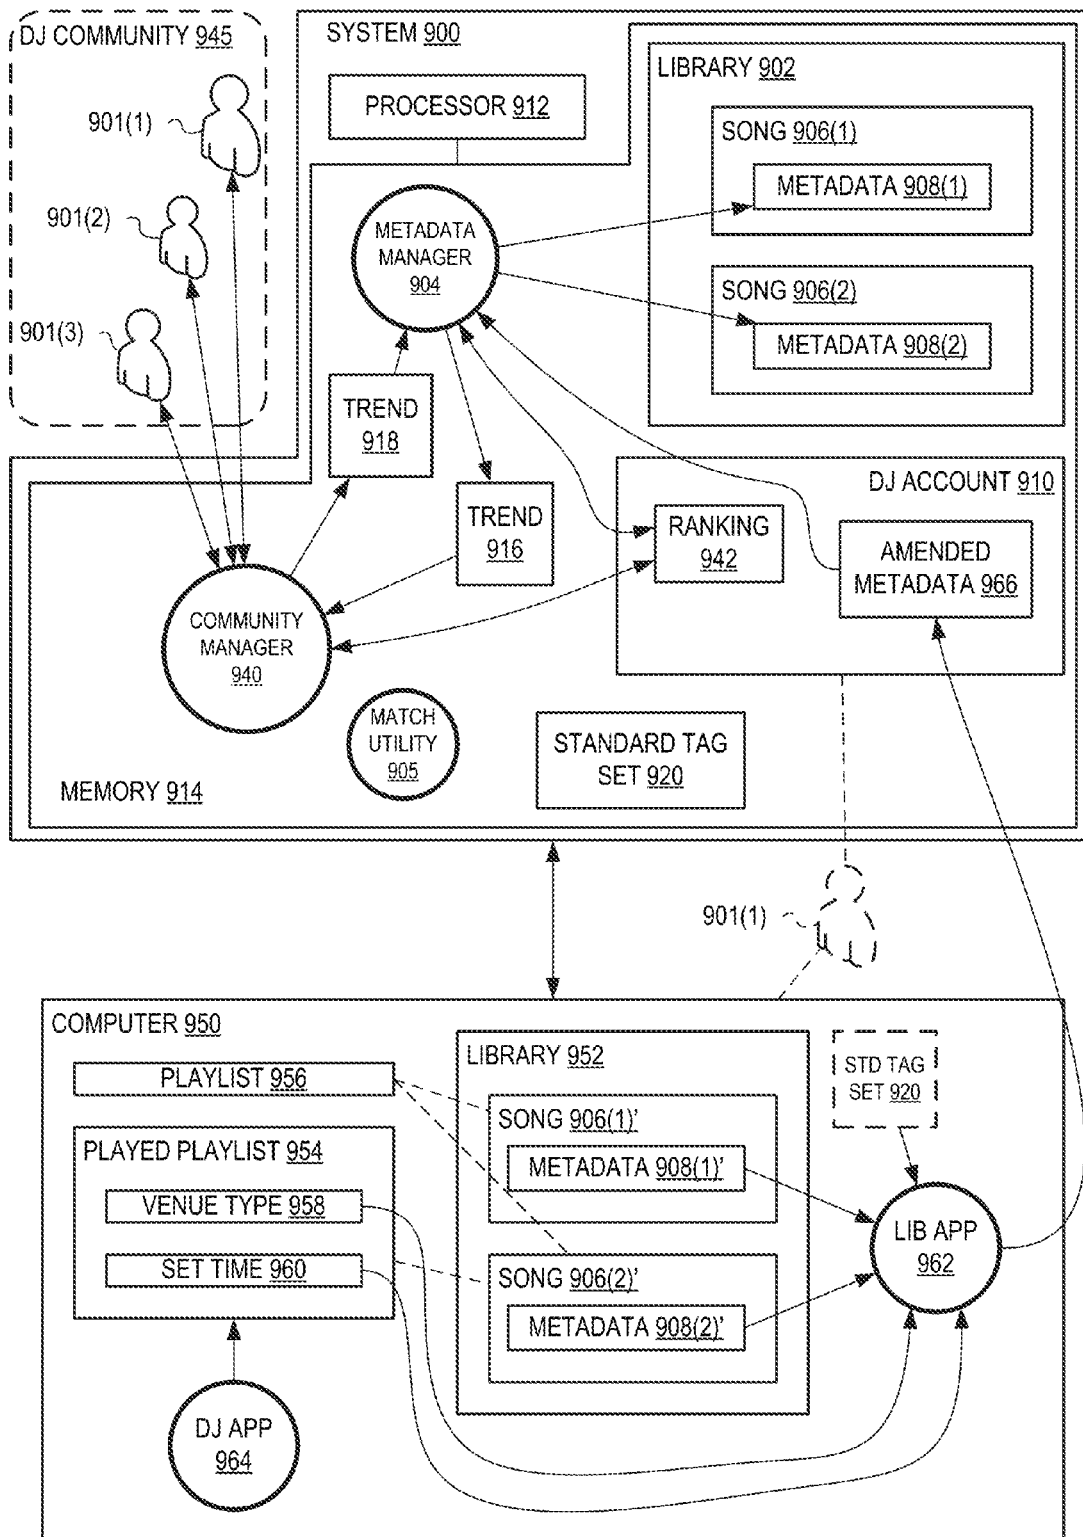 DJ COMMUNITY 945
901(1)
901(2)
901(3)
SYSTEM 900
PROCESSOR 912
LIBRARY 902
SONG 906(1)
METADATA 908(1)
SONG 906(2)
METADATA 908(2)
METADATA
MANAGER
904
TREND
918
TREND
916
DJ ACCOUNT 910
RANKING
942
AMENDED
METADATA 966
COMMUNITY
MANAGER
940
MATCH
UTILITY
905
STANDARD TAG
SET 920
MEMORY 914
901(1)
COMPUTER 950
PLAYLIST 956
PLAYED PLAYLIST 954
VENUE TYPE 958
SET TIME 960
DJ APP
964
LIBRARY 952
SONG 906(1)'
METADATA 908(1)'
SONG 906(2)'
METADATA 908(2)'
STD TAG
SET 920
LIB APP
962